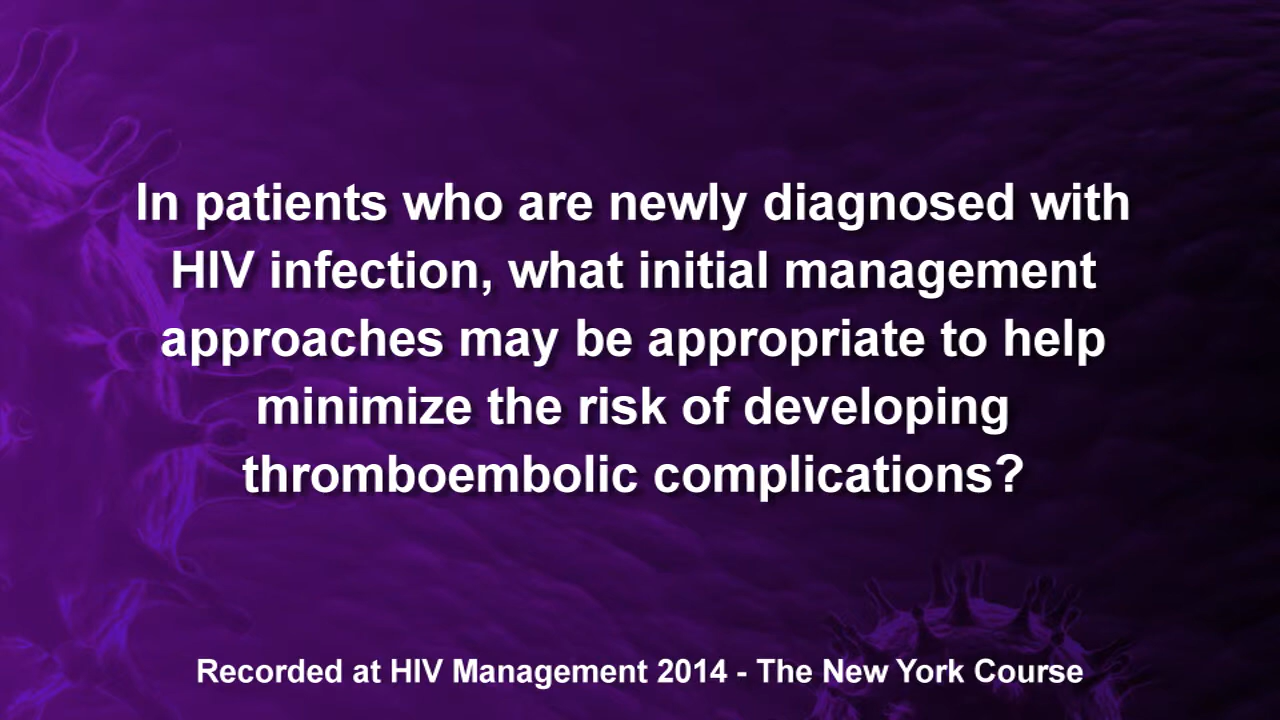 In patients who are newly diagnosed with
HIV infection, what initial management
approaches may be appropriate to help
minimize the risk of developing
thromboembolic complications?
Recorded at HIV Management 2014 - The New York Course